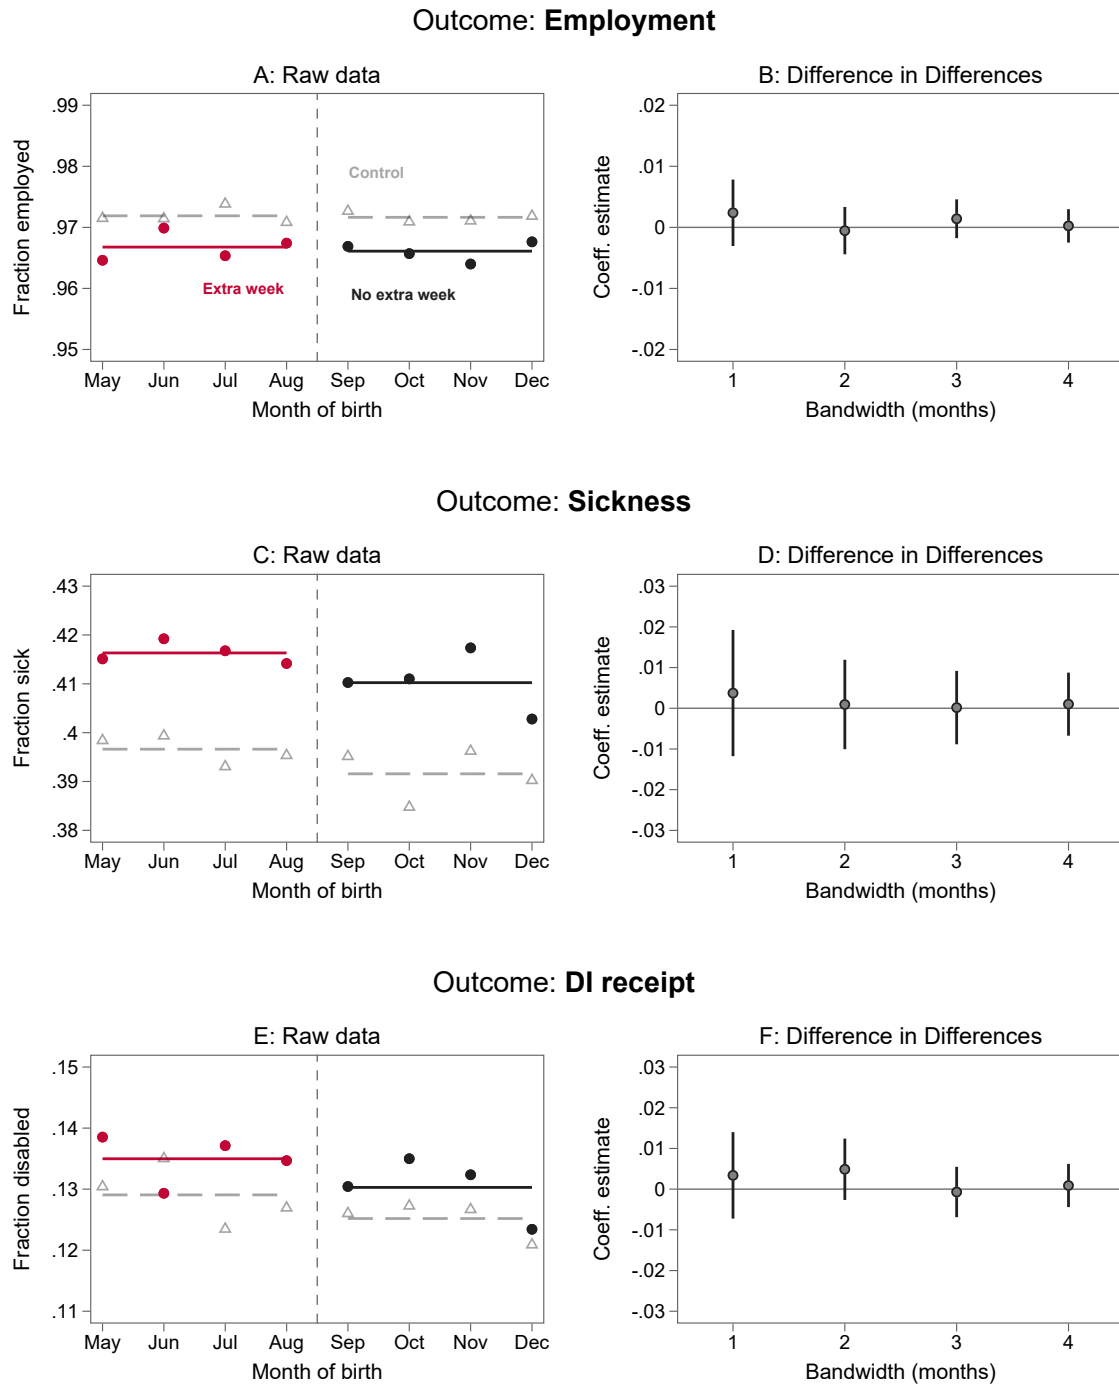 Outcome: Employment
A: Raw data
Fraction employed
.99
.98
.97
.96
.95
Control
Extra week
No extra week
May Jun Jul Aug Sep Oct Nov Dec
Month of birth
B: Difference in Differences
Coeff. estimate
.02
.01
0
-.01
-.02
1 2 3 4
Bandwidth (months)
Outcome: Sickness
C: Raw data
Fraction sick
.43
.42
.41
.4
.39
.38
May Jun Jul Aug Sep Oct Nov Dec
Month of birth
D: Difference in Differences
Coeff. estimate
.03
.02
.01
0
-.01
-.02
-.03
1 2 3 4
Bandwidth (months)
Outcome: DI receipt
E: Raw data
Fraction disabled
.15
.14
.13
.12
.11
May Jun Jul Aug Sep Oct Nov Dec
Month of birth
F: Difference in Differences
Coeff. estimate
.03
.02
.01
0
-.01
-.02
-.03
1 2 3 4
Bandwidth (months)